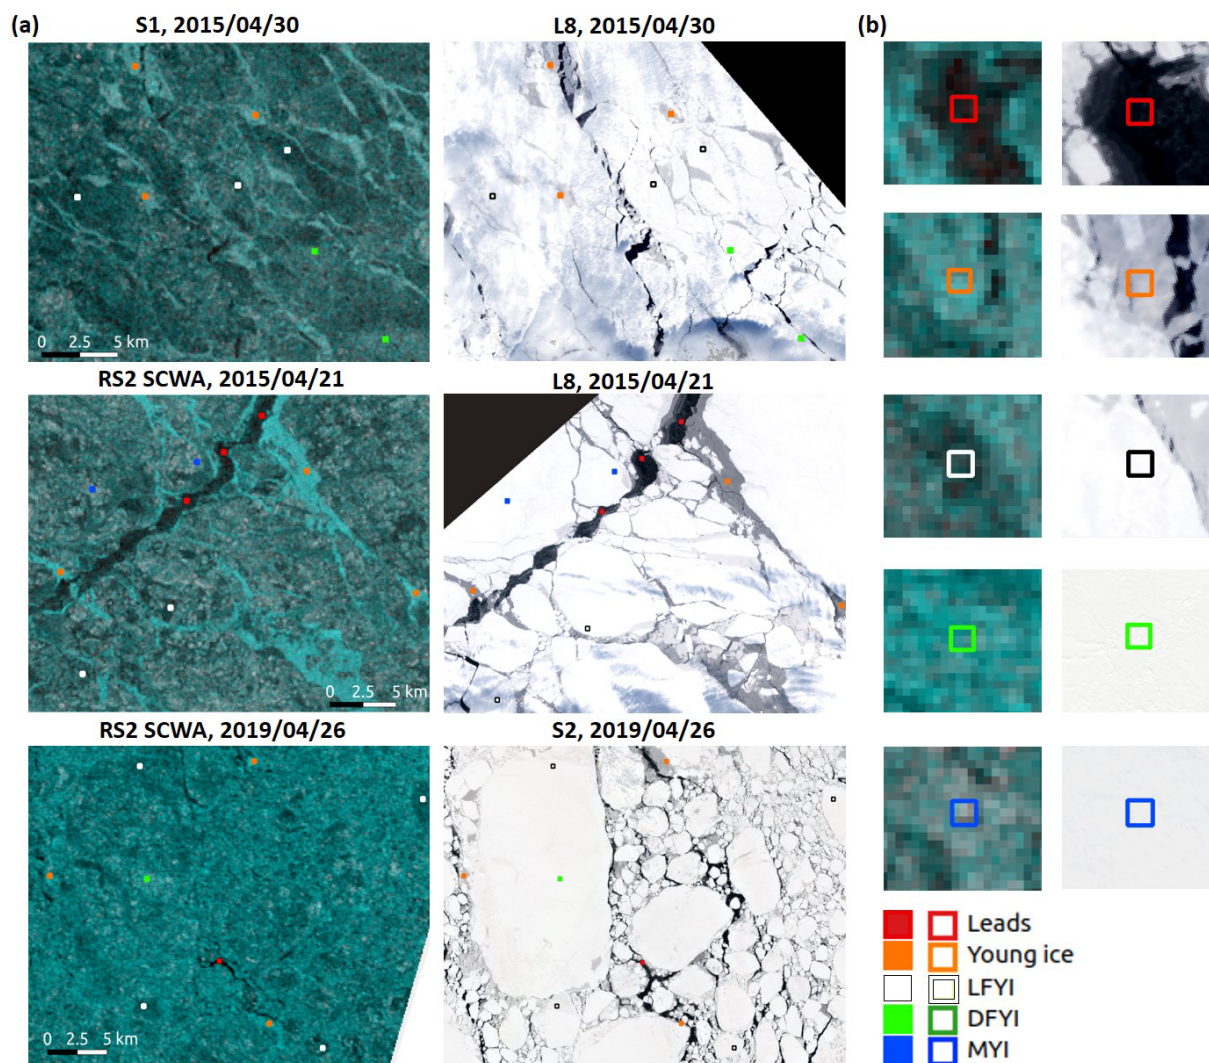 (a) S1, 2015/04/30 L8, 2015/04/30 (b)
0 2.5 5 km
RS2 SCWA, 2015/04/21 L8, 2015/04/21
0 2.5 5 km
RS2 SCWA, 2019/04/26 S2, 2019/04/26
0 2.5 5 km
Leads
Young ice
LFYI
DFYI
MYI